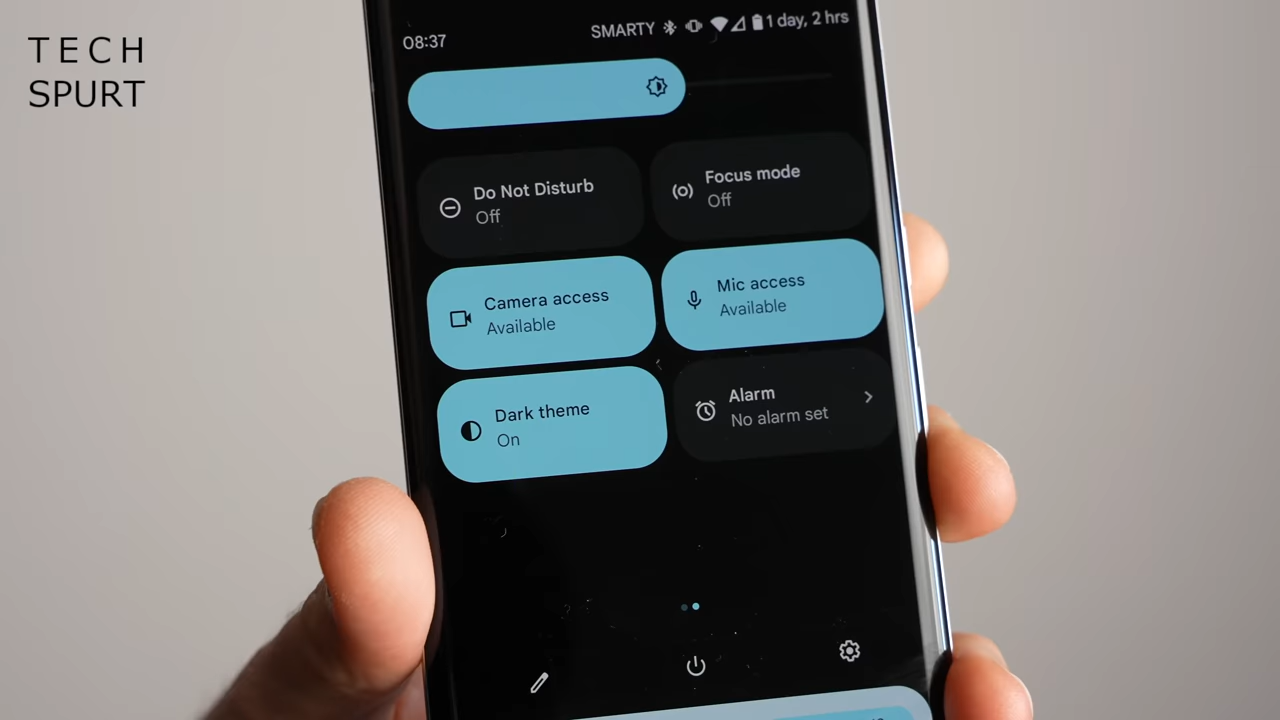 TECH
SPURT
08:37
SMARTY 1 day, 2 hrs
Do Not Disturb
Off
Focus mode
Off
Camera access
Available
Mic access
Available
Dark theme
On
Alarm
No alarm set